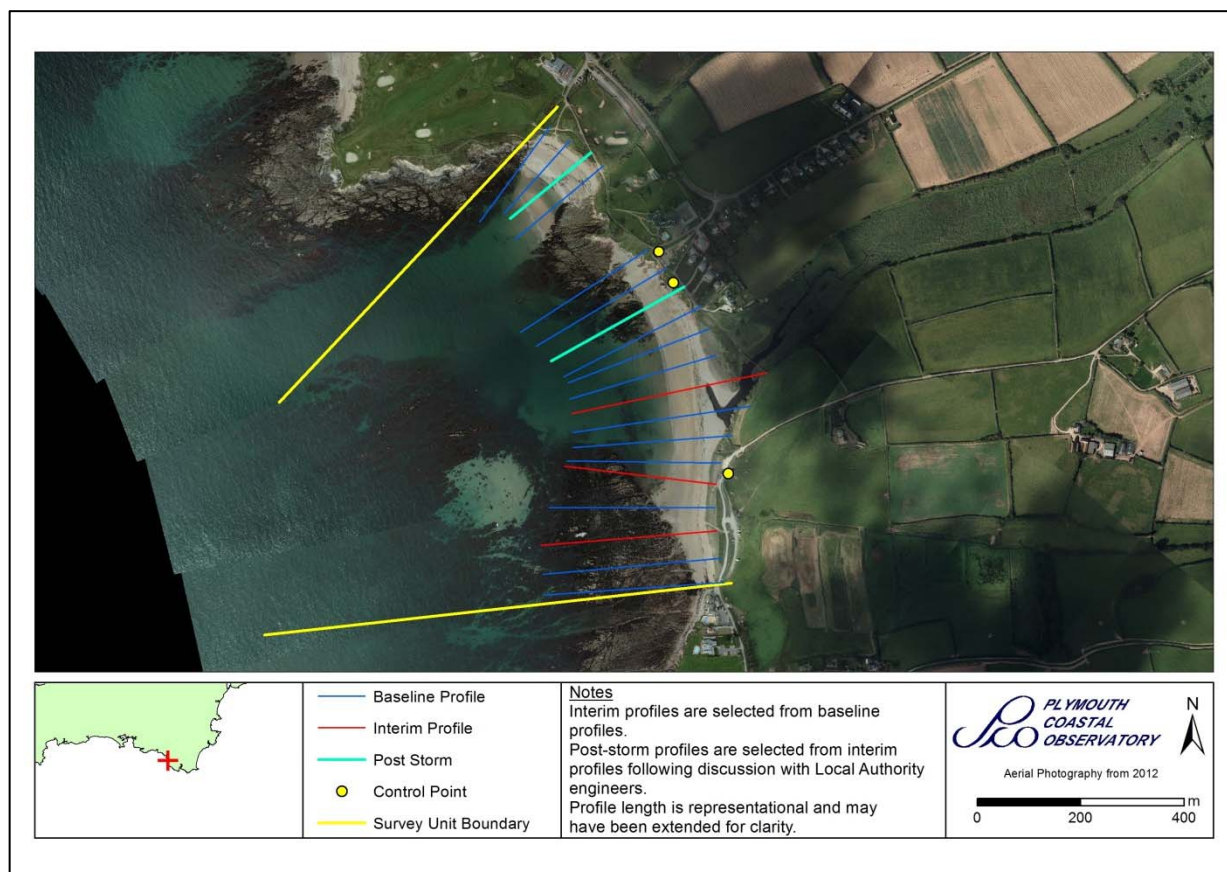 Baseline Profile
Interim Profile
Post Storm
Control Point
Survey Unit Boundary
Notes
Interim profiles are selected from baseline
profiles.
Post-storm profiles are selected from interim
profiles following discussion with Local Authority
engineers.
Profile length is representational and may
have been extended for clarity.
PLYMOUTH
COASTAL
OBSERVATORY
N
Aerial Photography from 2012
m
0 200 400